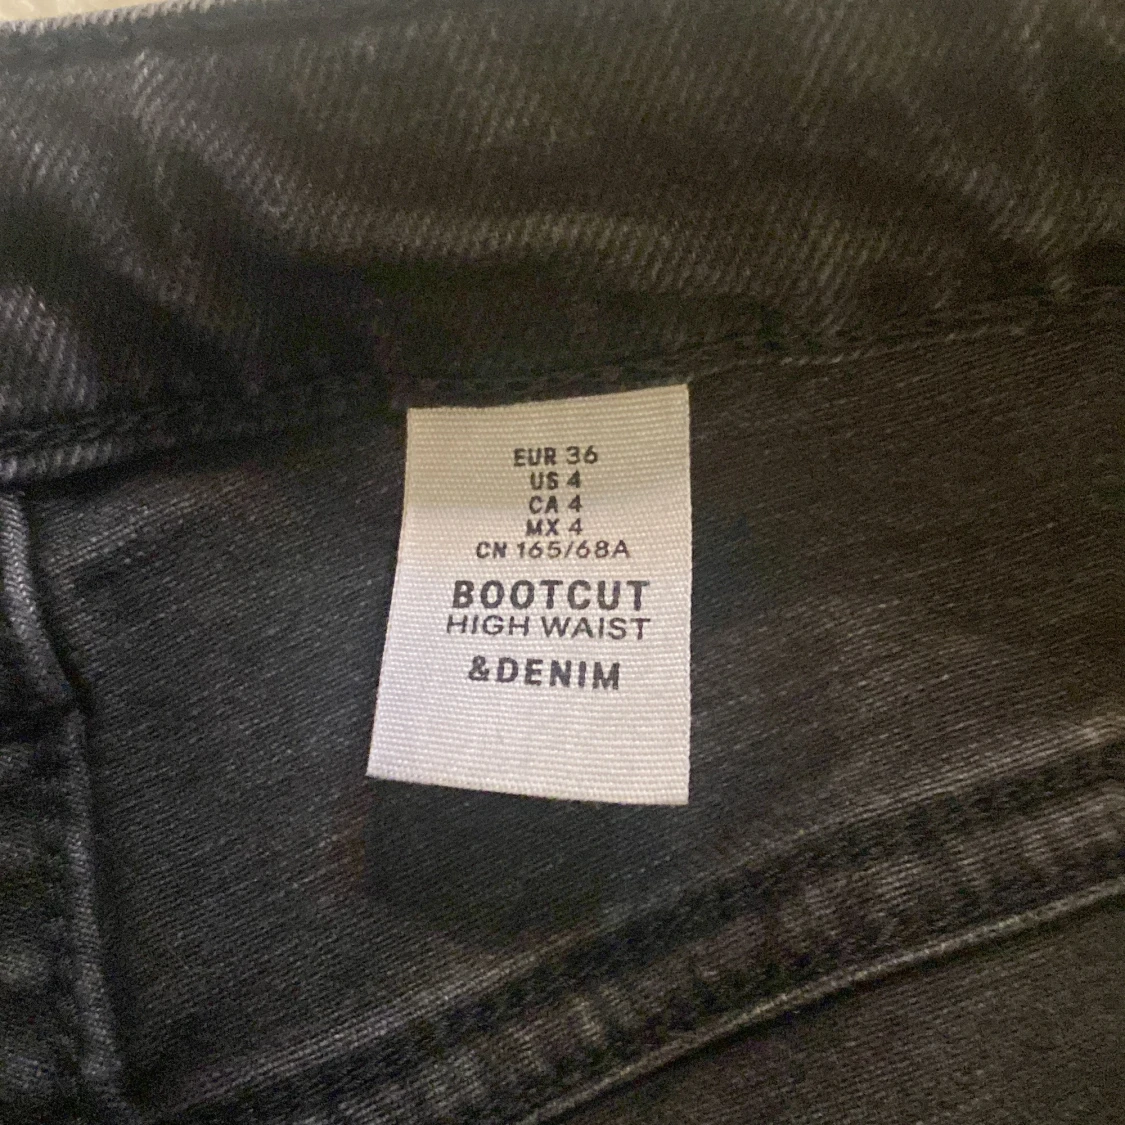 EUR 36
US 4
CA 4
MX 4
CN 165/68A
BOOTCUT
HIGH WAIST
&DENIM